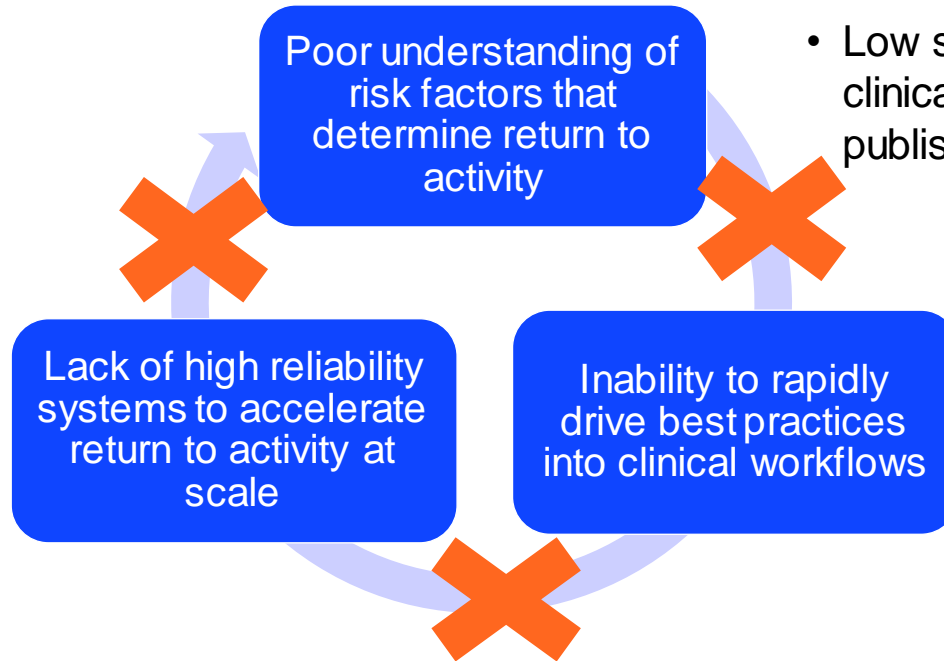 Poor understanding of
risk factors that
determine return to
activity
• Low
clinica
publis
Lack of high reliability
systems to accelerate
return to activity at
scale
Inability to rapidly
drive best practices
into clinical workflows